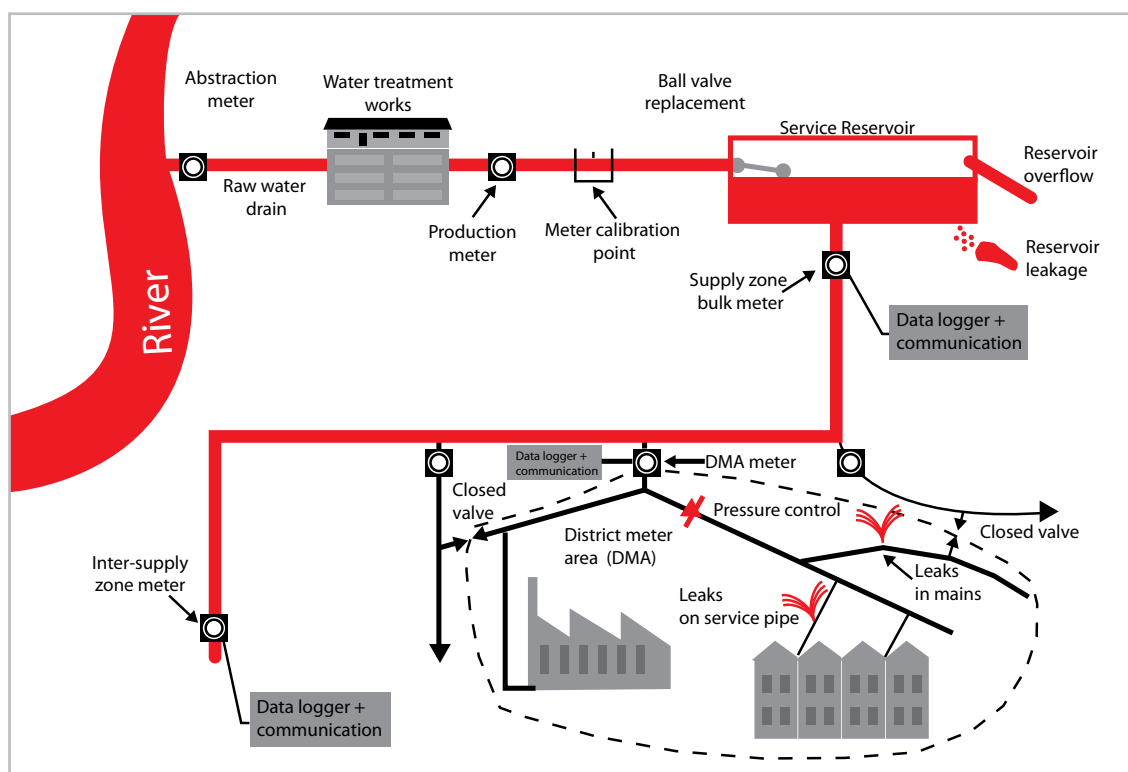 Abstraction
meter
Water treatment
works
Ball valve
replacement
Service Reservoir
Reservoir
overflow
Raw water
drain
Production
meter
Meter calibration
point
Reservoir
leakage
Supply zone
bulk meter
Data logger +
communication
River
Data logger +
communication
DMA meter
Closed
valve
Pressure control
Closed valve
District meter
area (DMA)
Inter-supply
zone meter
Leaks
in mains
Leaks
on service pipe
Data logger +
communication